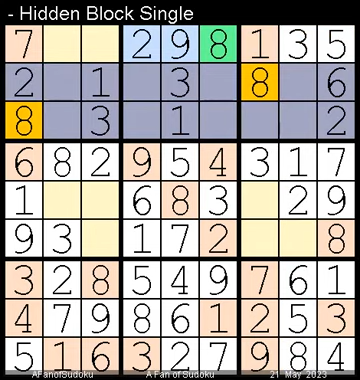 - Hidden Block Single
7 2 9 8 1 3 5
2 1 3 8 6
8 3 1 2
6 8 2 9 5 4 3 1 7
1 6 8 3 2 9
9 3 1 7 2 8
3 2 8 5 4 9 7 6 1
4 7 9 8 6 1 2 5 3
5 1 6 3 2 7 9 8 4
AFanofSudoku A Fan of Sudoku 21 May 2023